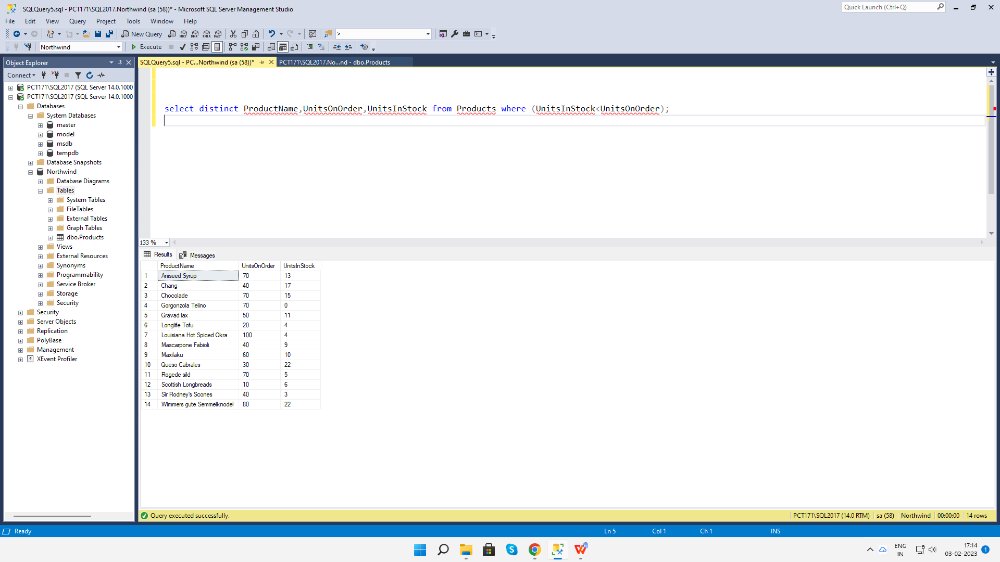 SQLQuery5.sql - PCT171\SQL2017.Northwind (sa (58))* - Microsoft SQL Server Management Studio
Quick Launch (Ctrl+Q)
File Edit View Query Project Tools Window Help
New Query MDX DMX XMLA DAX >
Northwind Execute
Object Explorer
SQLQuery5.sql - PC...Northwind (sa (58))* PCT171\SQL2017.No...nd - dbo.Products
Connect
PCT171\SQL2017 (SQL Server 14.0.1000
PCT171\SQL2017 (SQL Server 14.0.1000
Databases
System Databases
master
model
msdb
tempdb
Database Snapshots
Northwind
Database Diagrams
Tables
System Tables
FileTables
External Tables
Graph Tables
dbo.Products
Views
External Resources
Synonyms
Programmability
Service Broker
Storage
Security
Security
Server Objects
Replication
PolyBase
Management
XEvent Profiler
select distinct ProductName,UnitsOnOrder,UnitsInStock from Products where (UnitsInStock<UnitsOnOrder);
133 %
Results Messages
ProductName UnitsOnOrder UnitsInStock
1 Aniseed Syrup 70 13
2 Chang 40 17
3 Chocolade 70 15
4 Gorgonzola Telino 70 0
5 Gravad lax 50 11
6 Longlife Tofu 20 4
7 Louisiana Hot Spiced Okra 100 4
8 Mascarpone Fabioli 40 9
9 Maxilaku 60 10
10 Queso Cabrales 30 22
11 Rogede sild 70 5
12 Scottish Longbreads 10 6
13 Sir Rodney's Scones 40 3
14 Wimmers gute Semmelknödel 80 22
Query executed successfully. PCT171\SQL2017 (14.0 RTM) sa (58) Northwind 00:00:00 14 rows
Ready Ln 5 Col 1 Ch 1 INS
ENG
IN
17:14
03-02-2023
1